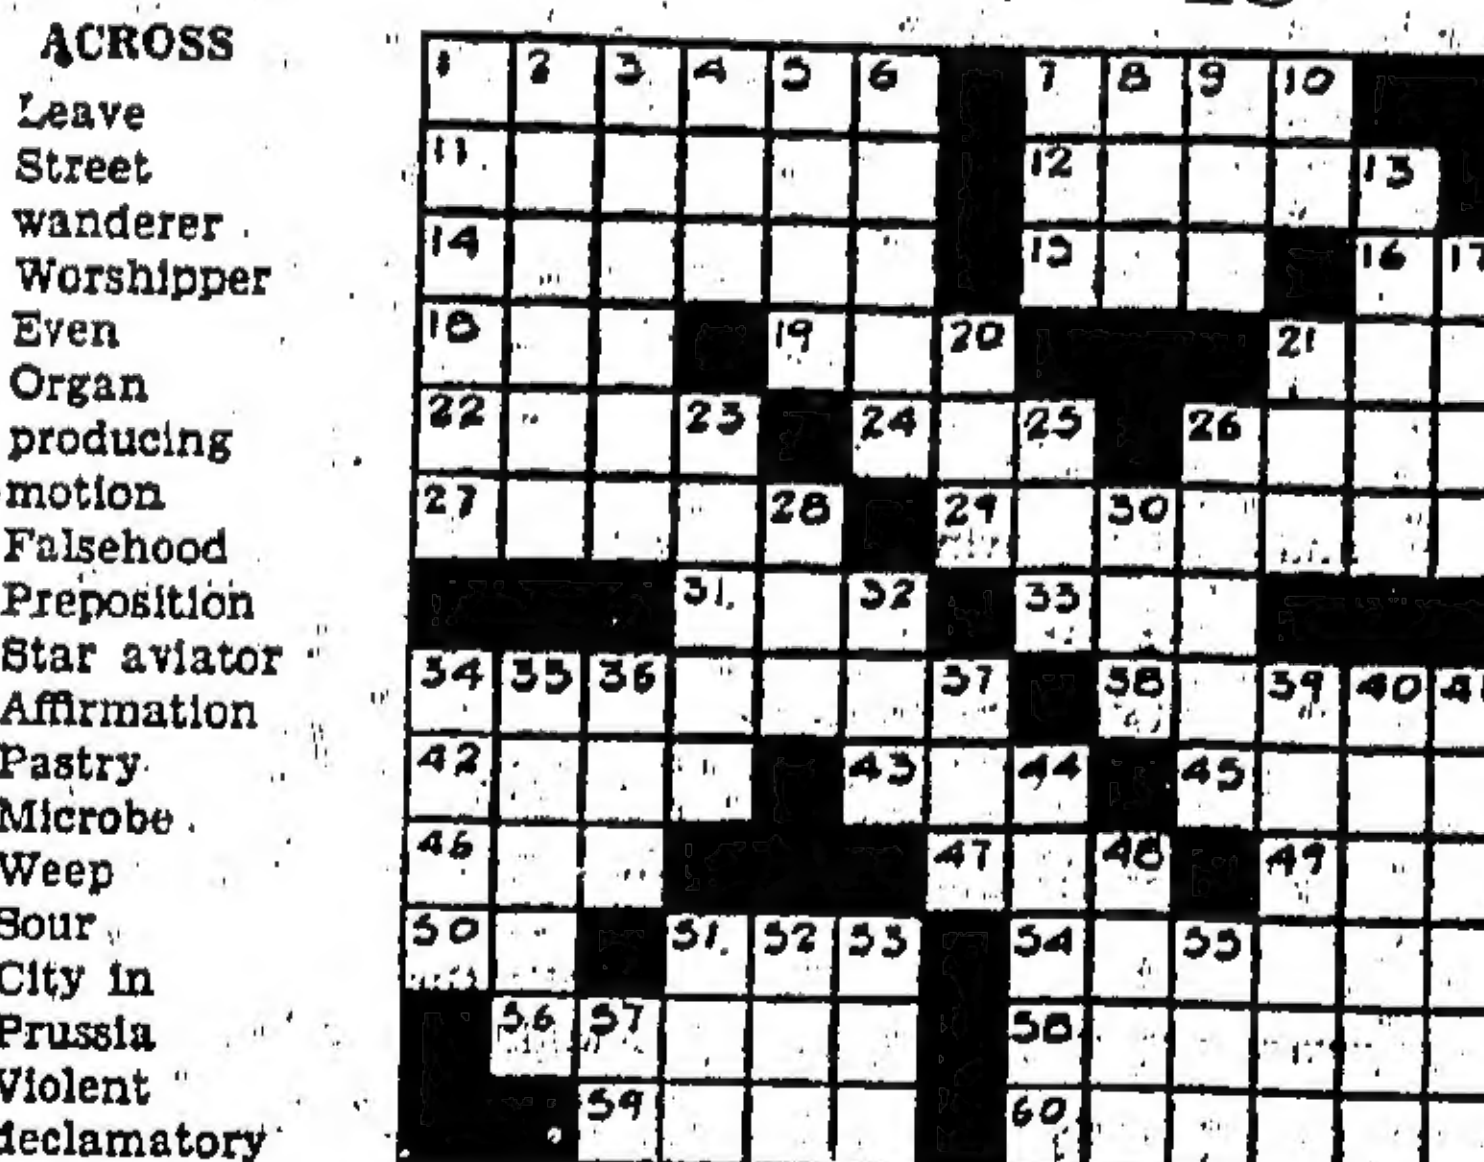 ACROSS
Leave
Street
wanderer
Worshipper
Even
Organ
producing
motion
Falsehood
Preposition
Star aviator
Affirmation
Pastry
Microbe
Weep
Sour
City in
Prussia
Violent
declamatory
1 2 3 4 5 6 7 8 9 10
11 12 13
14 15 16 17
18 19 20 21
22 23 24 25 26
27 28 29 30
31 32 33
34 35 36 37 38 39 40 41
42 43 44 45
46 47 48 49
50 51 52 53 54 55
56 57 58
59 60